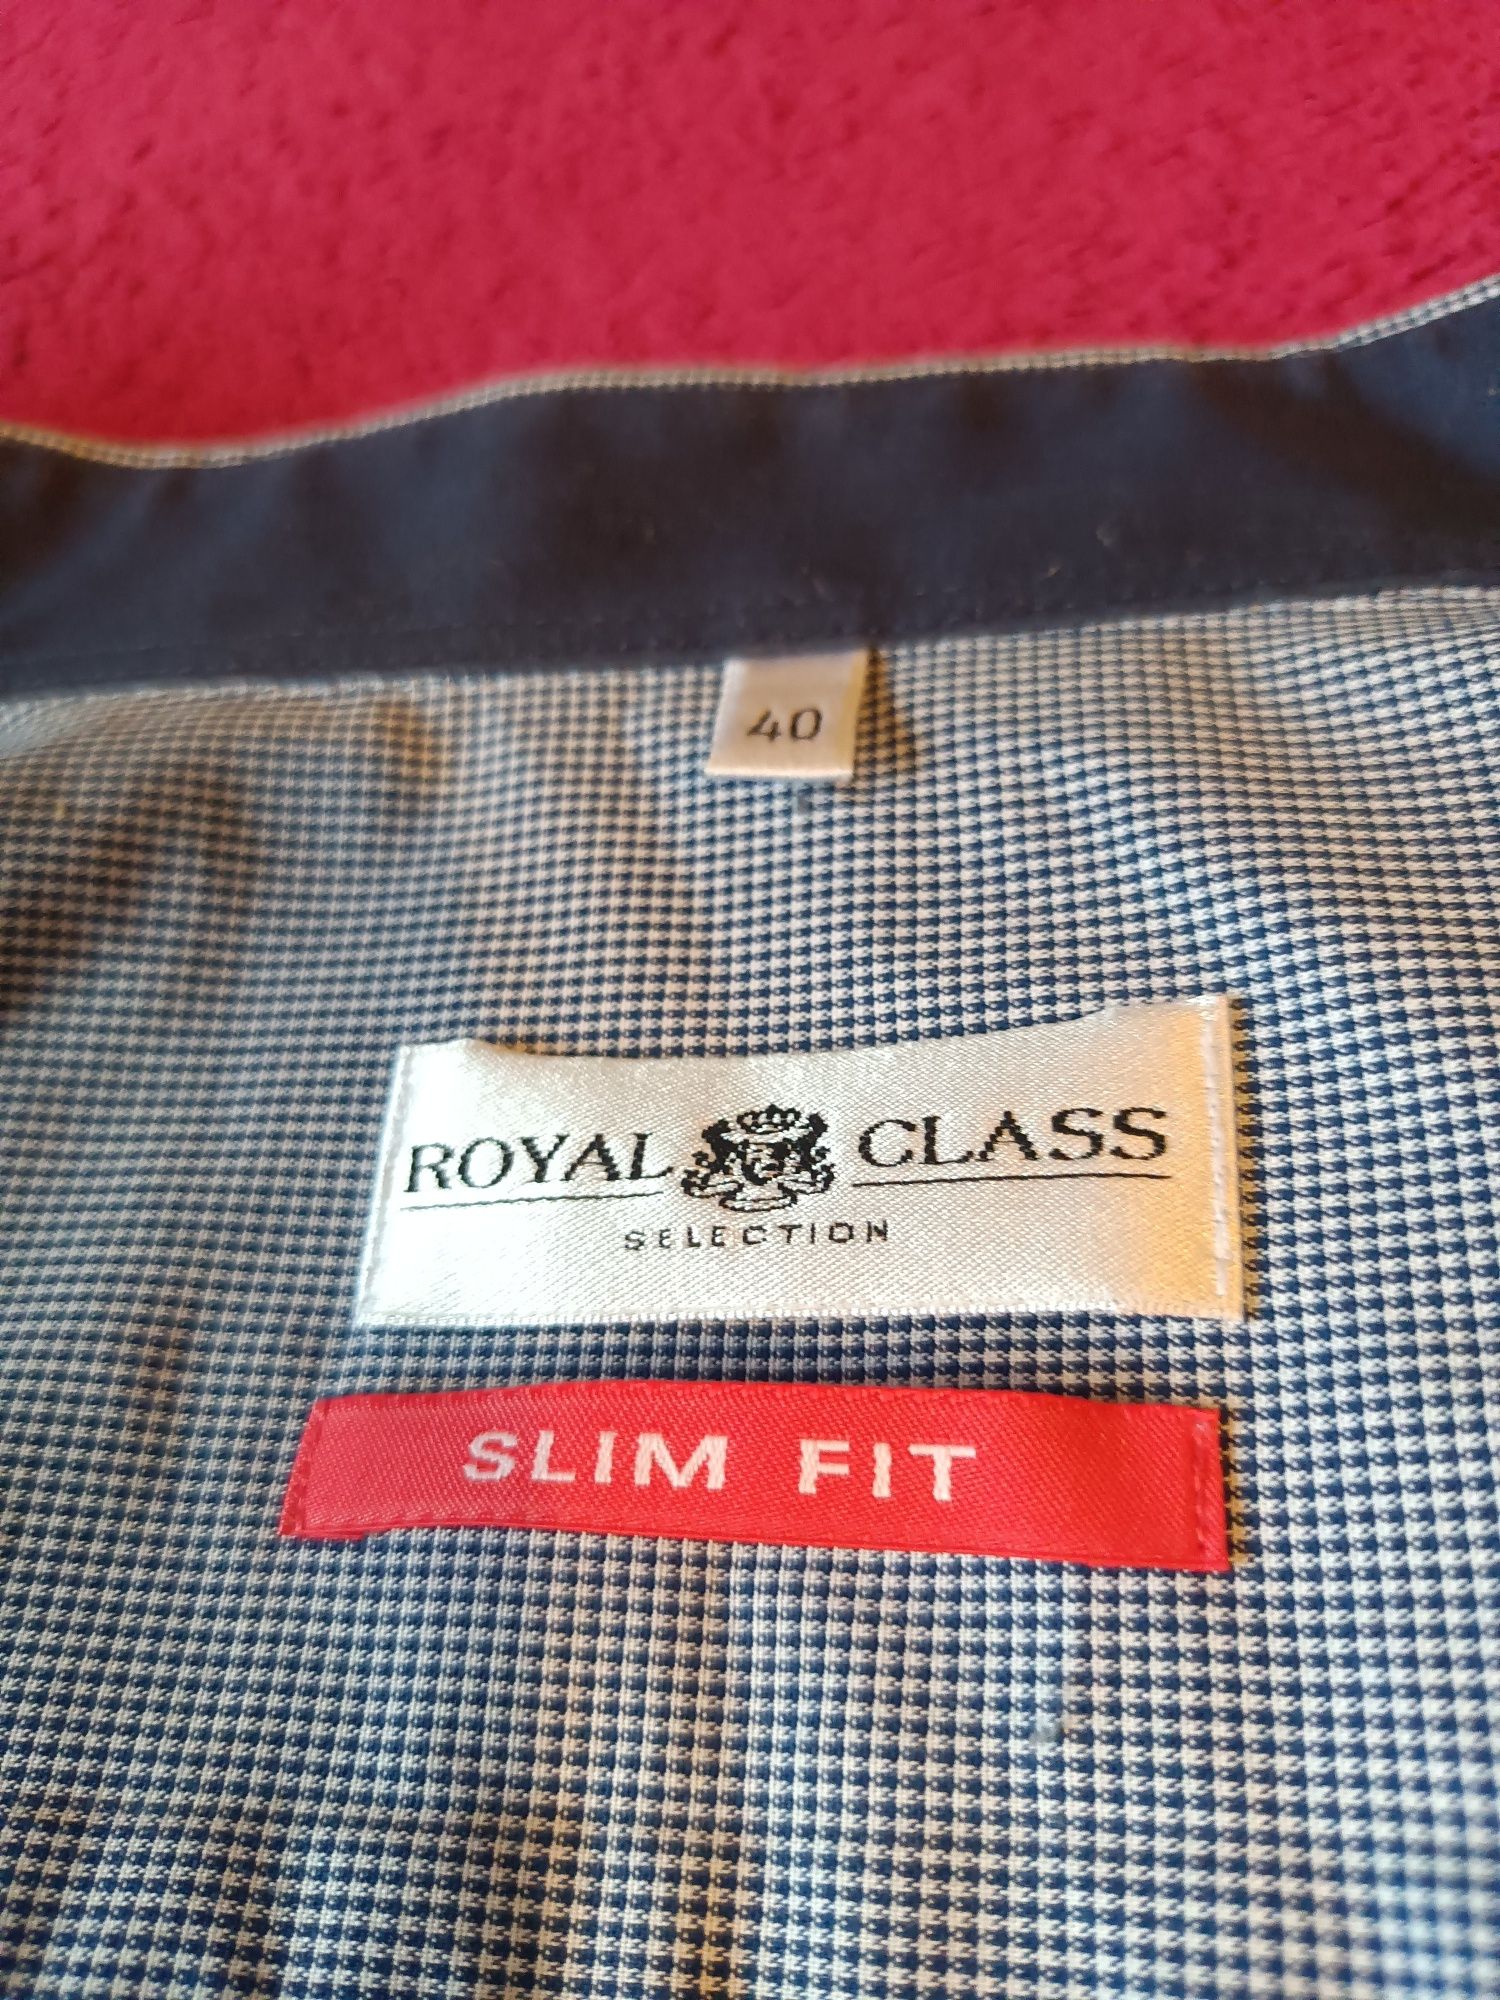 40
ROYAL CLASS
SELECTION
SLIM FIT